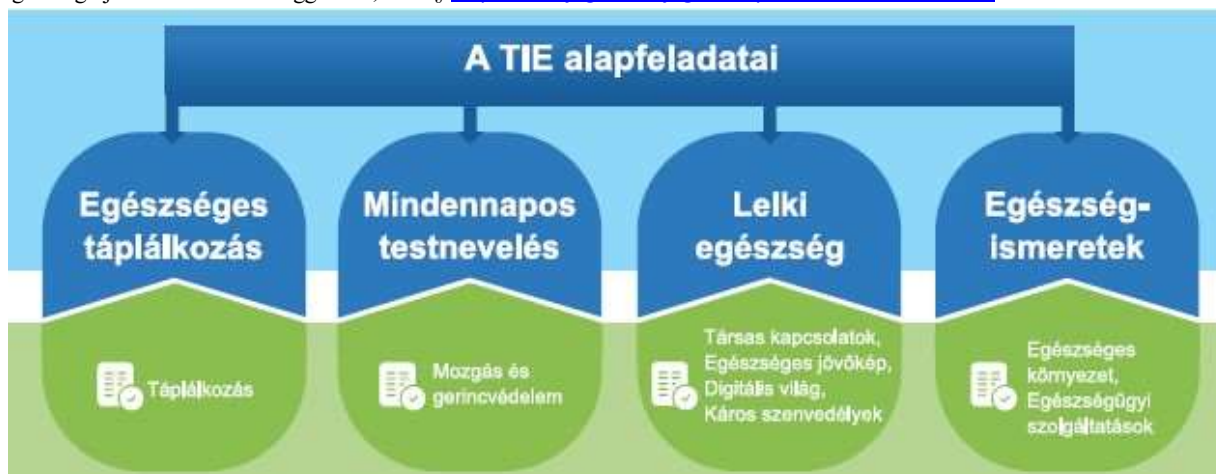 A TIE alapfeladatai
Egészséges
táplálkozás
Táplálkozás
Mindennapos
testnevelés
Mozgás és
gerincvédelem
Lelki
egészség
Társas kapcsolatok,
Egészséges jövőkép,
Digitális világ,
Káros szenvedélyek
Egészség-
ismeretek
Egészséges
környezet,
Egészségügyi
szolgáltatások